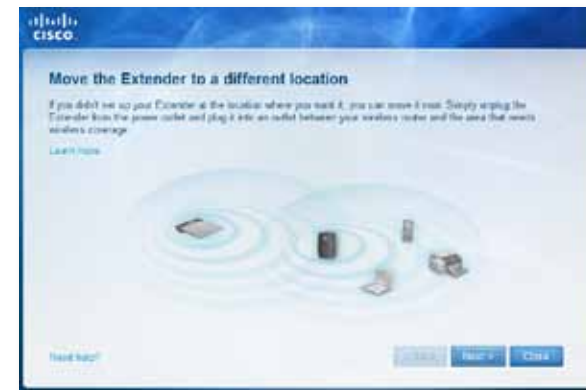 CISCO
Move the Extender to a different location
If you didn't set up your Extender at the location where you want it, you can move it now. Simply unplug the
Extender from the power outlet and plug it into an outlet between your wireless router and the area that needs
wireless coverage.
Learn more
Need help?
Next >
Close